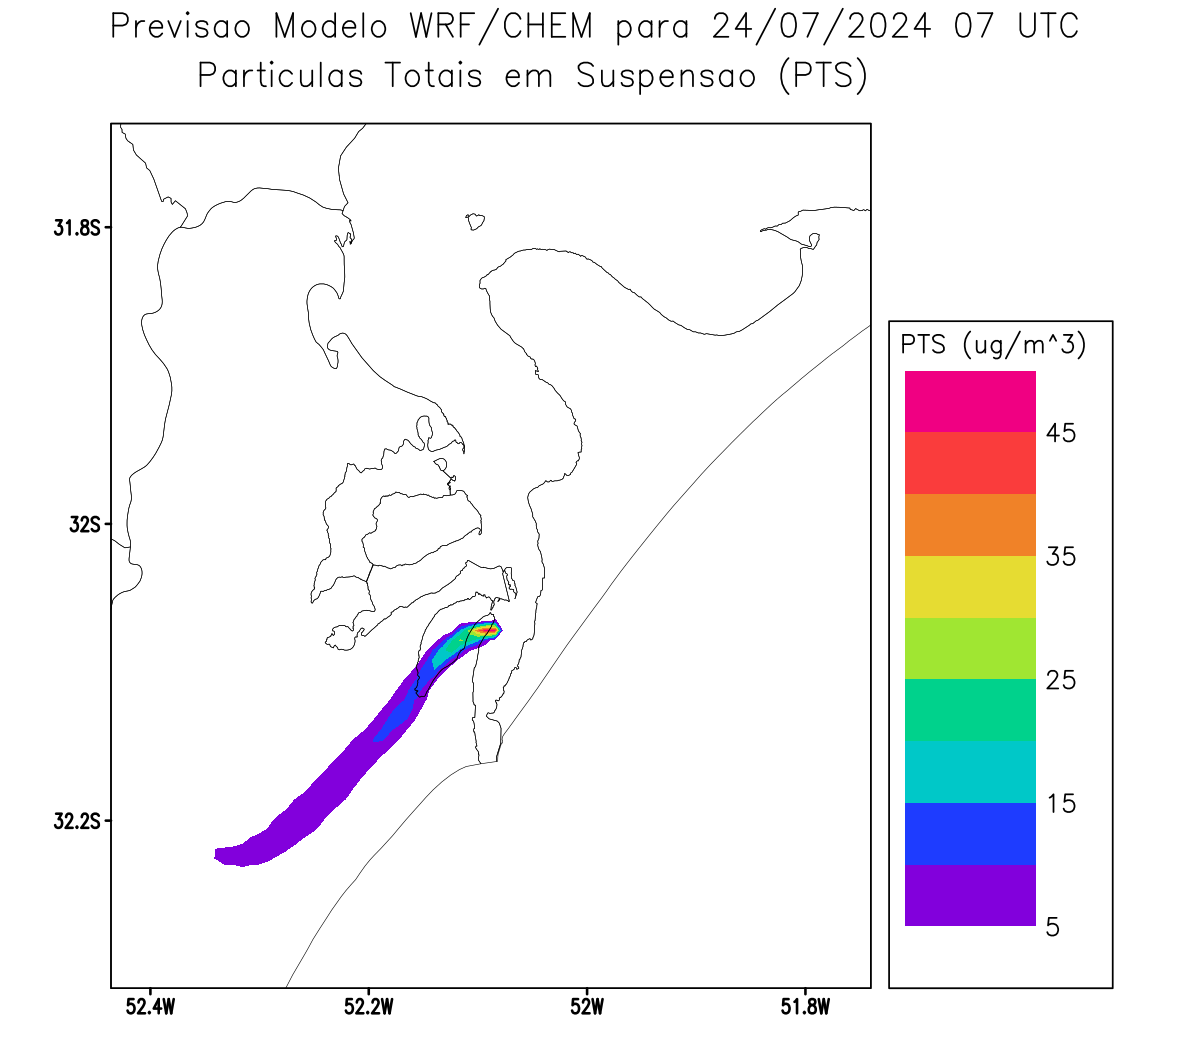 Previsao Modelo WRF/CHEM para 24/07/2024 07 UTC
Particulas Totais em Suspensao (PTS)
31.8S
32S
32.2S
52.4W
52.2W
52W
51.8W
PTS (ug/m^3)
45
35
25
15
5